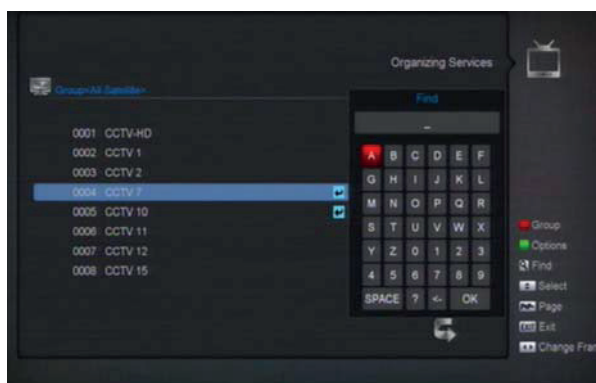 Organizing Services
Group<All Satellite>
Find
_
0001 CCTV-HD
0002 CCTV 1
0003 CCTV 2
0004 CCTV 7
0005 CCTV 10
0006 CCTV 11
0007 CCTV 12
0008 CCTV 15
A B C D E F
G H I J K L
M N O P Q R
S T U V W X
Y Z 0 1 2 3
4 5 6 7 8 9
SPACE ? <- OK
Group
Options
Find
Select
Page
EXIT Exit
Change Fran